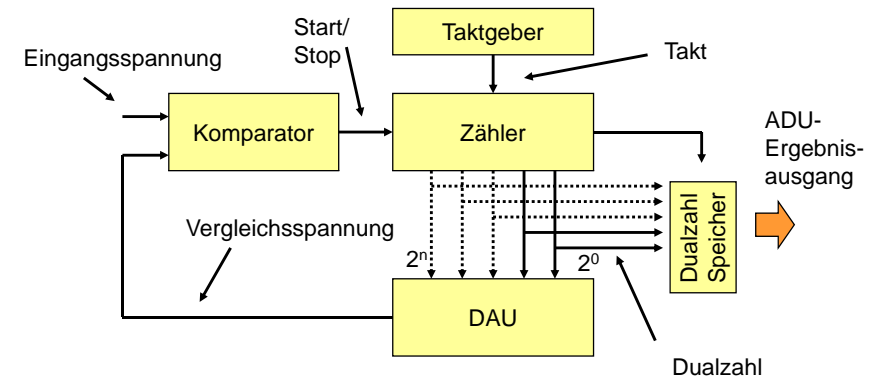 Start/
Stop
Taktgeber
Takt
Eingangsspannung
Komparator
Zähler
ADU-
Ergebnis-
ausgang
Dualzahl
Speicher
Vergleichsspannung
2ⁿ
2⁰
DAU
Dualzahl